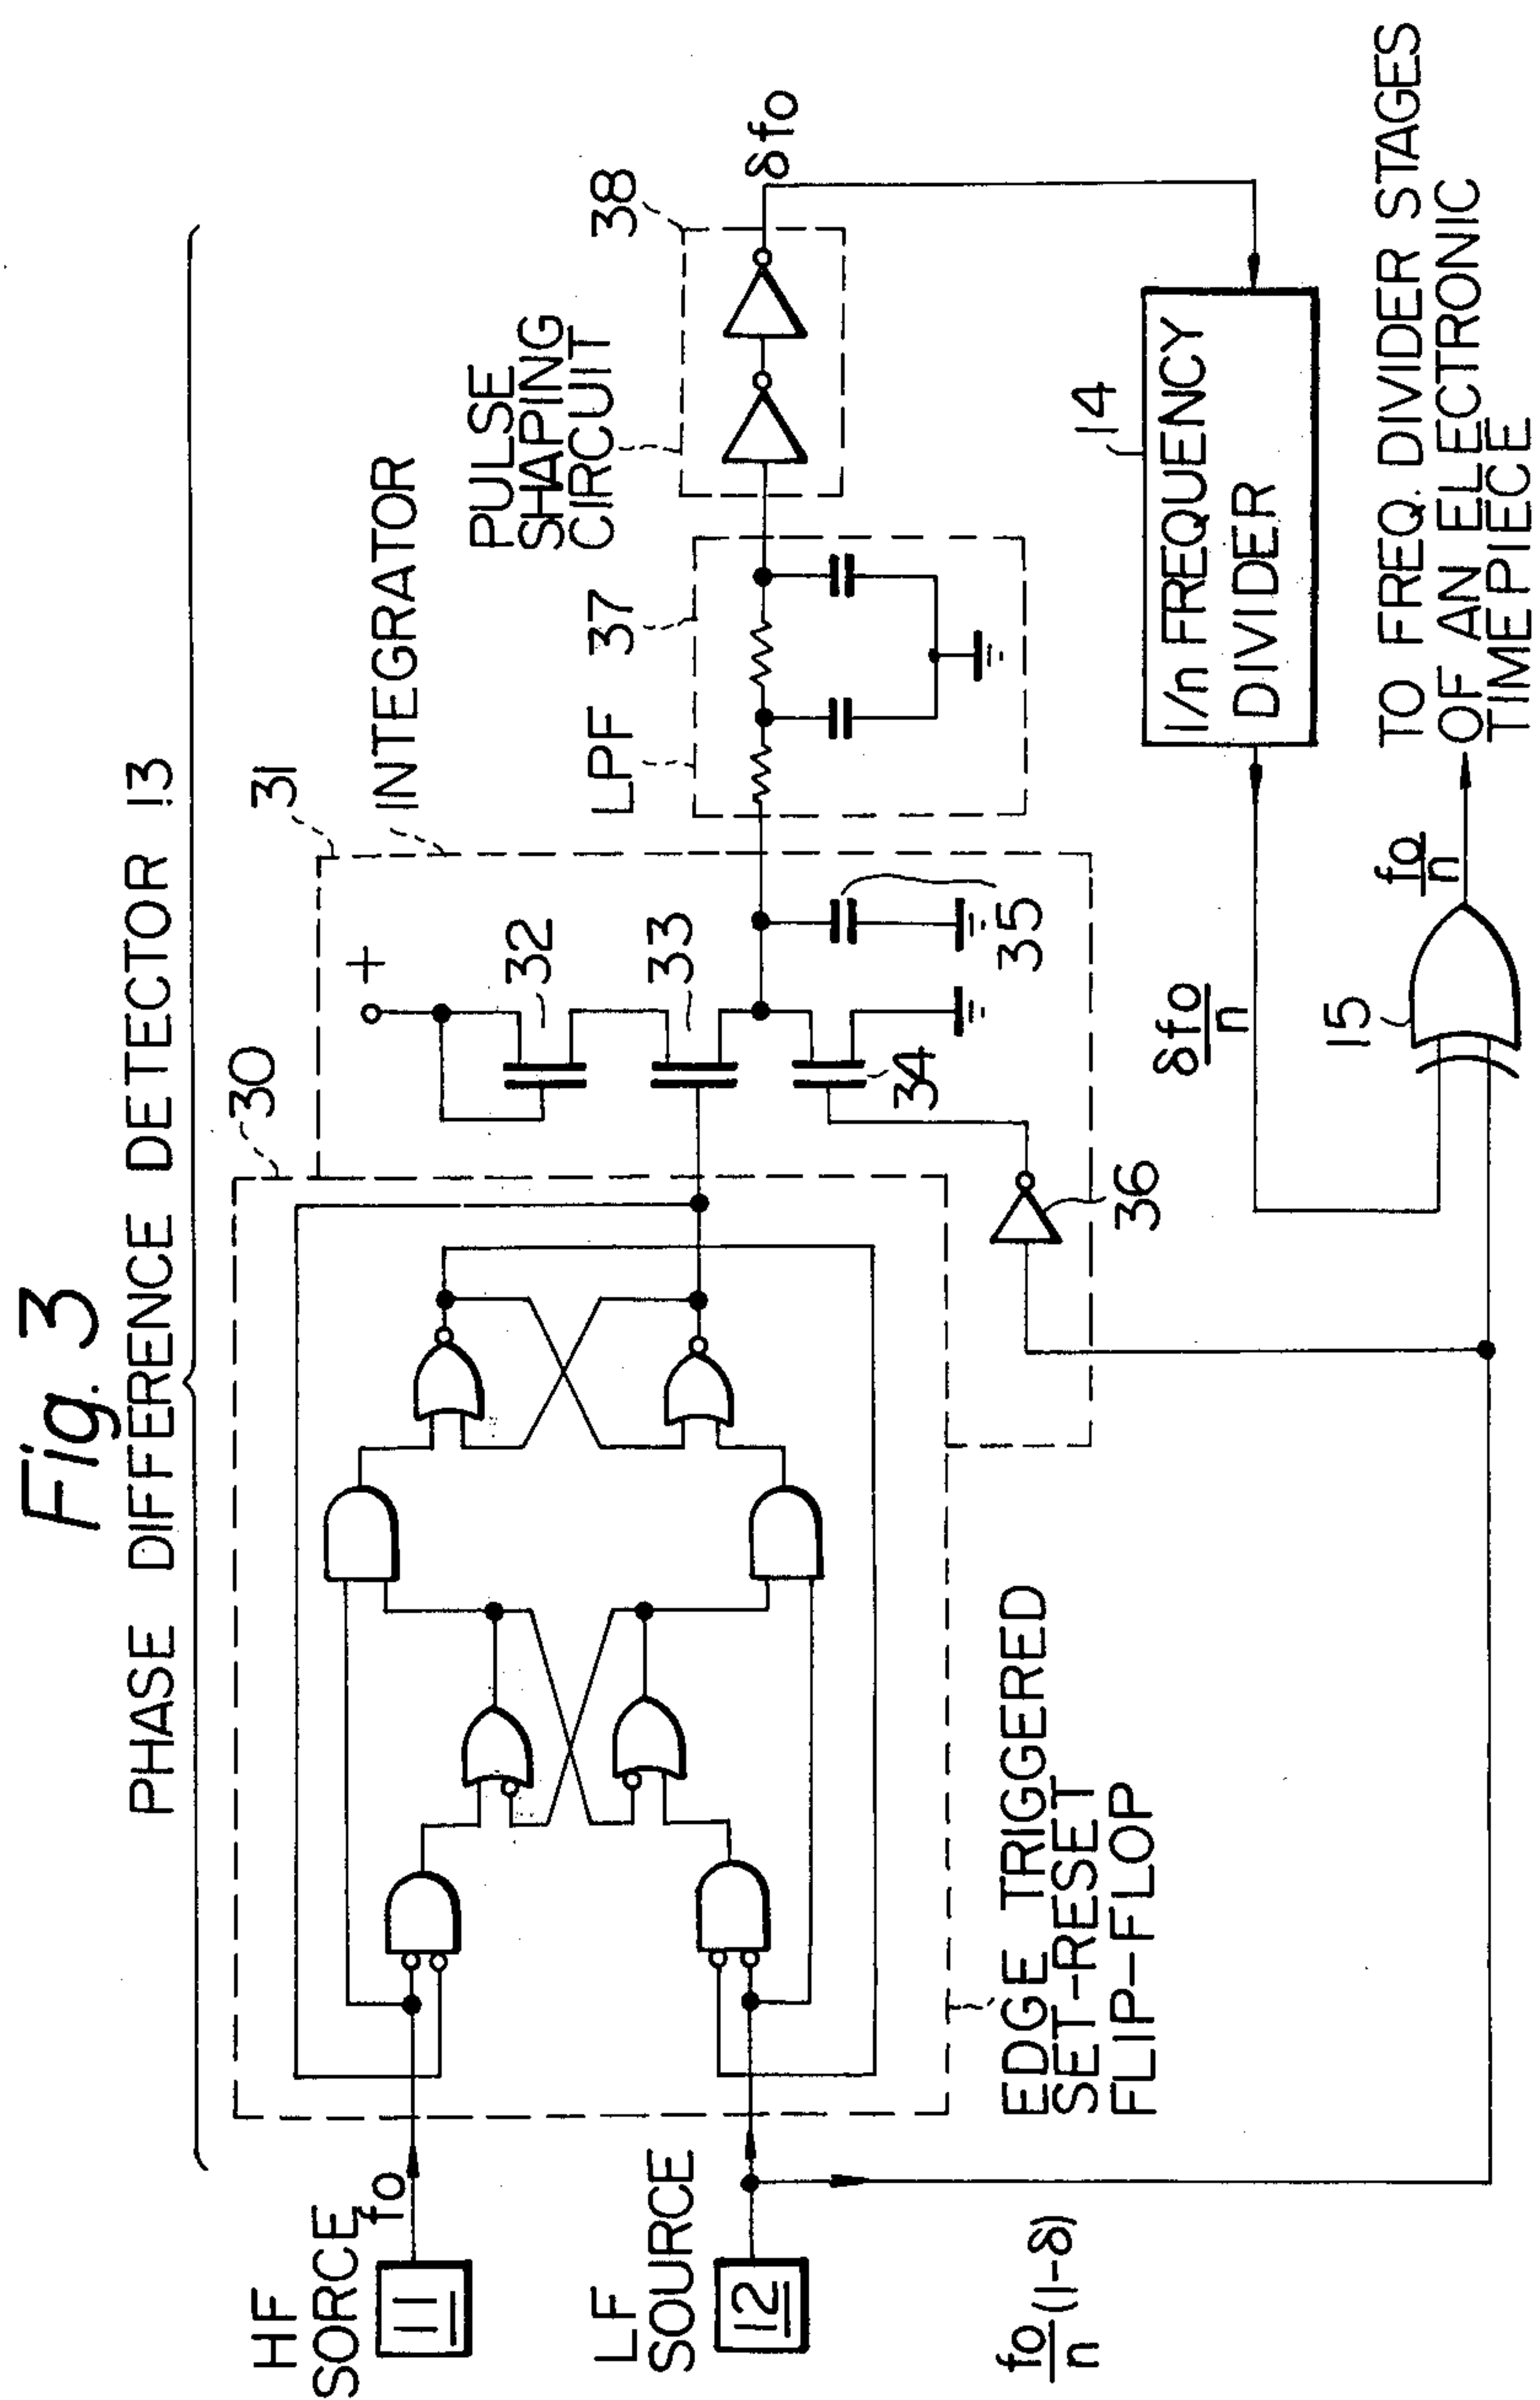 Fig. 3
PHASE DIFFERENCE DETECTOR 13
HF
SORCE
fo
11
LF
SOURCE
12
fo/n (1-δ)
30
EDGE TRIGGERED
SET-RESET
FLIP-FLOP
31
INTEGRATOR
+
32
33
34
35
36
LPF 37
PULSE
SHAPING
CIRCUIT
38
δfo
14
1/n FREQUENCY
DIVIDER
δfo/n
15
fo/n
TO FREQ. DIVIDER STAGES
OF AN ELECTRONIC
TIMEPIECE